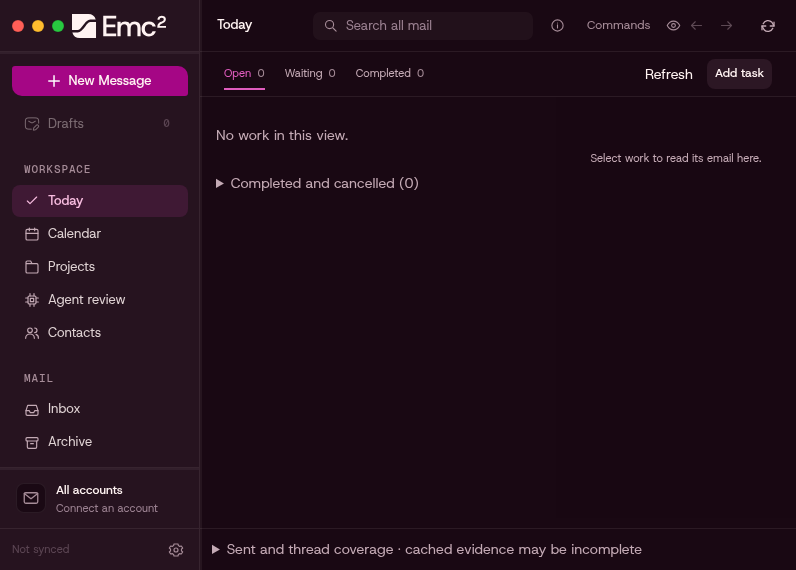 Emc²
Today
Search all mail
Commands
New Message
Drafts 0
WORKSPACE
Today
Calendar
Projects
Agent review
Contacts
MAIL
Inbox
Archive
All accounts
Connect an account
Not synced
Open 0 Waiting 0 Completed 0
Refresh
Add task
No work in this view.
Completed and cancelled (0)
Select work to read its email here.
Sent and thread coverage · cached evidence may be incomplete